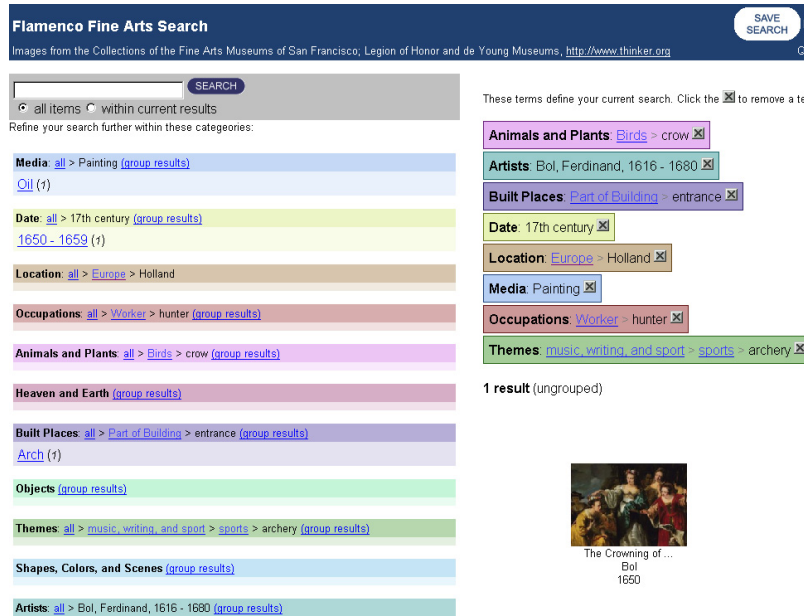 Flamenco Fine Arts Search
SAVE
SEARCH
Images from the Collections of the Fine Arts Museums of San Francisco; Legion of Honor and de Young Museums, http://www.thinker.org
SEARCH
all items within current results
Refine your search further within these categeories:
Media: all > Painting (group results)
Oil (1)
Date: all > 17th century (group results)
1650 - 1659 (1)
Location: all > Europe > Holland
Occupations: all > Worker > hunter (group results)
Animals and Plants: all > Birds > crow (group results)
Heaven and Earth (group results)
Built Places: all > Part of Building > entrance (group results)
Arch (1)
Objects (group results)
Themes: all > music, writing, and sport > sports > archery (group results)
Shapes, Colors, and Scenes (group results)
Artists: all > Bol, Ferdinand, 1616 - 1680 (group results)
These terms define your current search. Click the X to remove a te
Animals and Plants: Birds > crow X
Artists: Bol, Ferdinand, 1616 - 1680 X
Built Places: Part of Building > entrance X
Date: 17th century X
Location: Europe > Holland X
Media: Painting X
Occupations: Worker > hunter X
Themes: music, writing, and sport > sports > archery X
1 result (ungrouped)
The Crowning of ...
Bol
1650